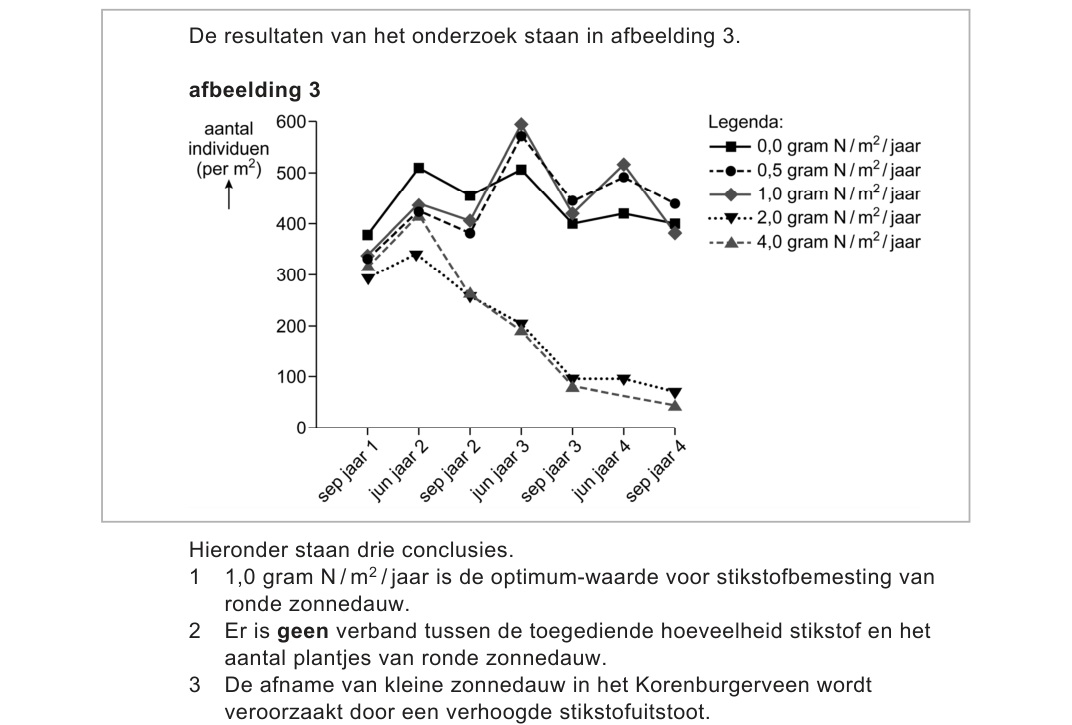 De resultaten van het onderzoek staan in afbeelding 3.
afbeelding 3
aantal
individuen
(per m²)
600
500
400
300
200
100
0
sep jaar 1
jun jaar 2
sep jaar 2
jun jaar 3
sep jaar 3
jun jaar 4
sep jaar 4
Legenda:
0,0 gram N/m²/jaar
0,5 gram N/m²/jaar
1,0 gram N/m²/jaar
2,0 gram N/m²/jaar
4,0 gram N/m²/jaar
Hieronder staan drie conclusies.
1 1,0 gram N/m²/jaar is de optimum-waarde voor stikstofbemesting van
ronde zonnedauw.
2 Er is geen verband tussen de toegediende hoeveelheid stikstof en het
aantal plantjes van ronde zonnedauw.
3 De afname van kleine zonnedauw in het Korenburgerveen wordt
veroorzaakt door een verhoogde stikstofuitstoot.